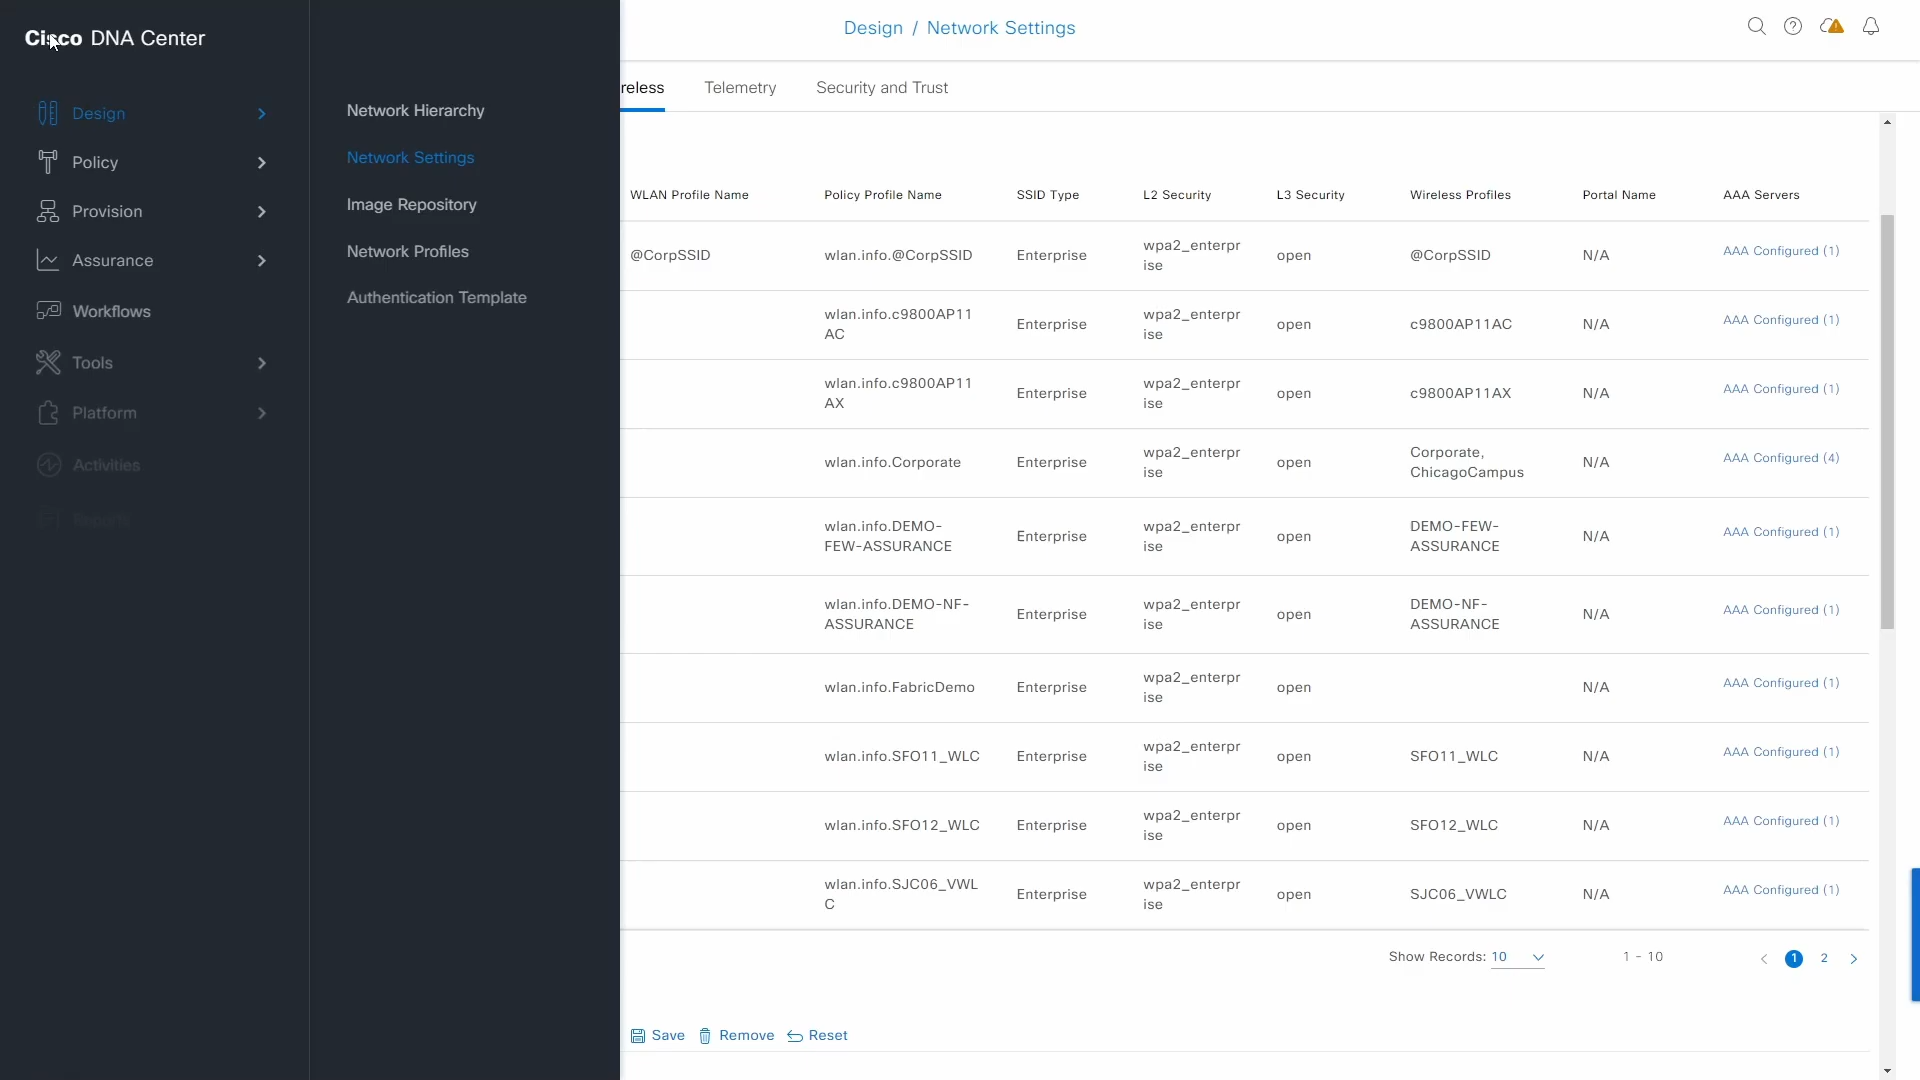 Cisco DNA Center
Design / Network Settings
Design
Policy
Provision
Assurance
Workflows
Tools
Platform
Activities
Reports
Network Hierarchy
Network Settings
Image Repository
Network Profiles
Authentication Template
reless Telemetry Security and Trust
WLAN Profile Name Policy Profile Name SSID Type L2 Security L3 Security Wireless Profiles Portal Name AAA Servers
@CorpSSID wlan.info.@CorpSSID Enterprise wpa2_enterpr
ise open @CorpSSID N/A AAA Configured (1)
wlan.info.c9800AP11
AC Enterprise wpa2_enterpr
ise open c9800AP11AC N/A AAA Configured (1)
wlan.info.c9800AP11
AX Enterprise wpa2_enterpr
ise open c9800AP11AX N/A AAA Configured (1)
wlan.info.Corporate Enterprise wpa2_enterpr
ise open Corporate,
ChicagoCampus N/A AAA Configured (4)
wlan.info.DEMO-
FEW-ASSURANCE Enterprise wpa2_enterpr
ise open DEMO-FEW-
ASSURANCE N/A AAA Configured (1)
wlan.info.DEMO-NF-
ASSURANCE Enterprise wpa2_enterpr
ise open DEMO-NF-
ASSURANCE N/A AAA Configured (1)
wlan.info.FabricDemo Enterprise wpa2_enterpr
ise open N/A AAA Configured (1)
wlan.info.SFO11_WLC Enterprise wpa2_enterpr
ise open SFO11_WLC N/A AAA Configured (1)
wlan.info.SFO12_WLC Enterprise wpa2_enterpr
ise open SFO12_WLC N/A AAA Configured (1)
wlan.info.SJC06_VWL
C Enterprise wpa2_enterpr
ise open SJC06_VWLC N/A AAA Configured (1)
Show Records: 10 1 - 10 1 2
Save Remove Reset